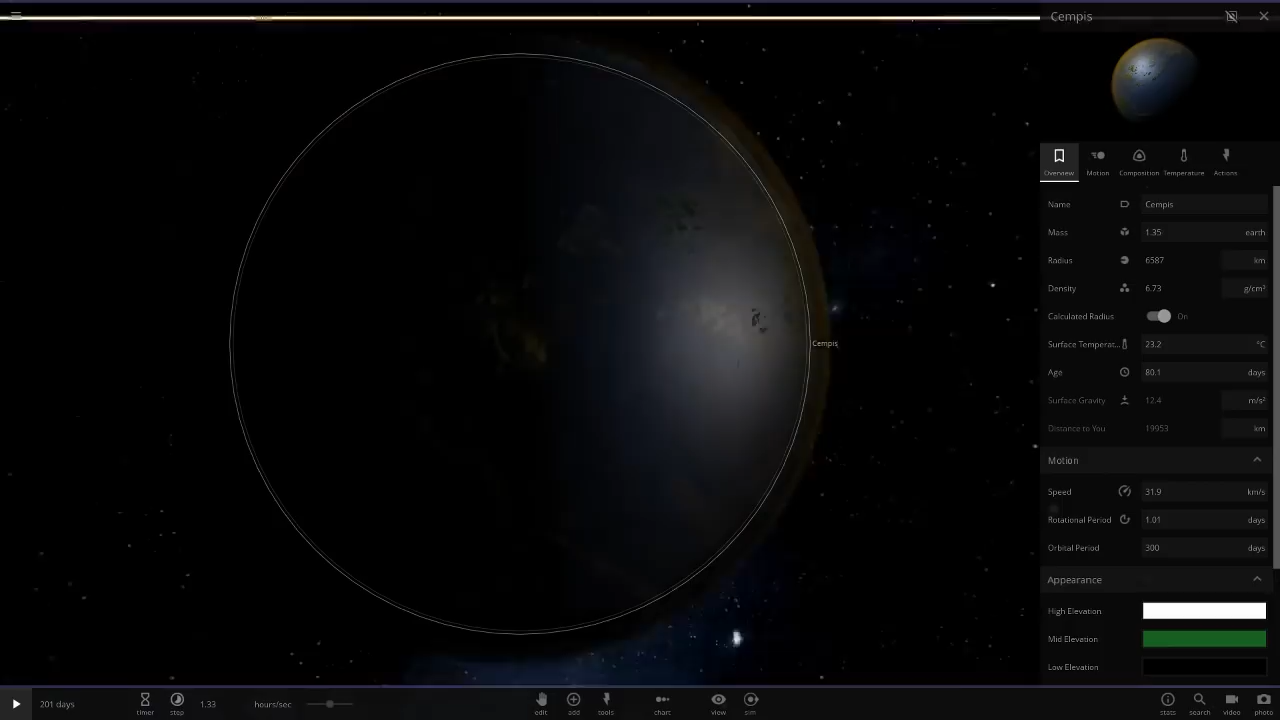 Cempis
Overview Motion Composition Temperature Actions
Name Cempis
Mass 1.35 earth
Radius 6587 km
Density 6.73 g/cm³
Calculated Radius On
Surface Temperat... 23.2 °C
Cempis
Age 80.1 days
Surface Gravity 12.4 m/s²
Distance to You 19953 km
Motion
Speed 31.9 km/s
Rotational Period 1.01 days
Orbital Period 300 days
Appearance
High Elevation
Mid Elevation
Low Elevation
201 days timer step 1.33 hours/sec edit add tools chart view sim stats search video photo